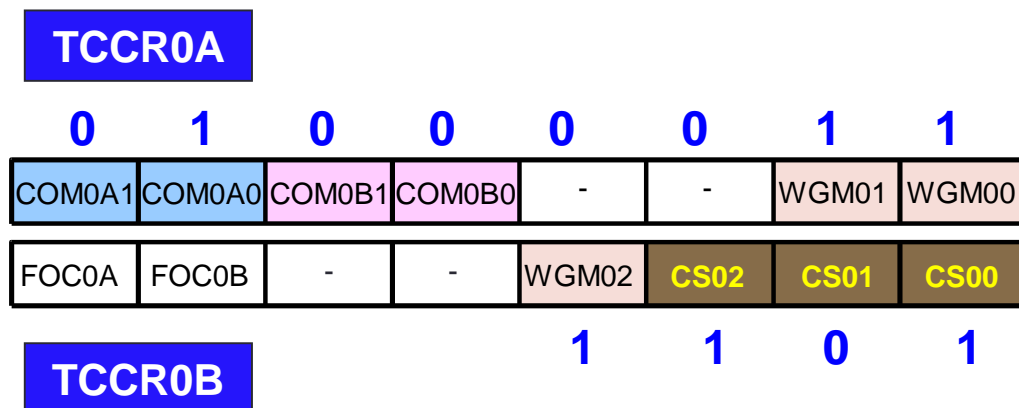 TCCR0A
0 1 0 0 0 0 1 1
COM0A1 COM0A0 COM0B1 COM0B0 - - WGM01 WGM00
FOC0A FOC0B - - WGM02 CS02 CS01 CS00
1 1 0 1
TCCR0B